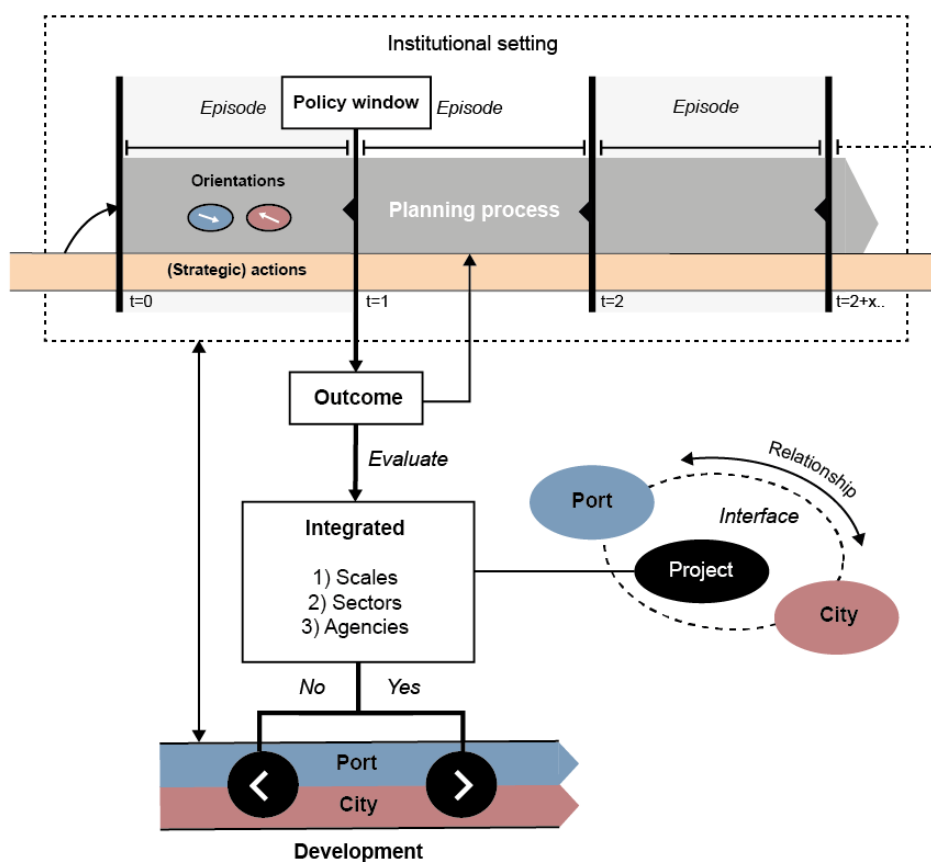 Institutional setting
Episode
Policy window
Episode
Episode
Orientations
Planning process
(Strategic) actions
t=0
t=1
t=2
t=2+x..
Outcome
Evaluate
Integrated
1) Scales
2) Sectors
3) Agencies
Relationship
Port
Interface
Project
City
No
Yes
Port
City
Development